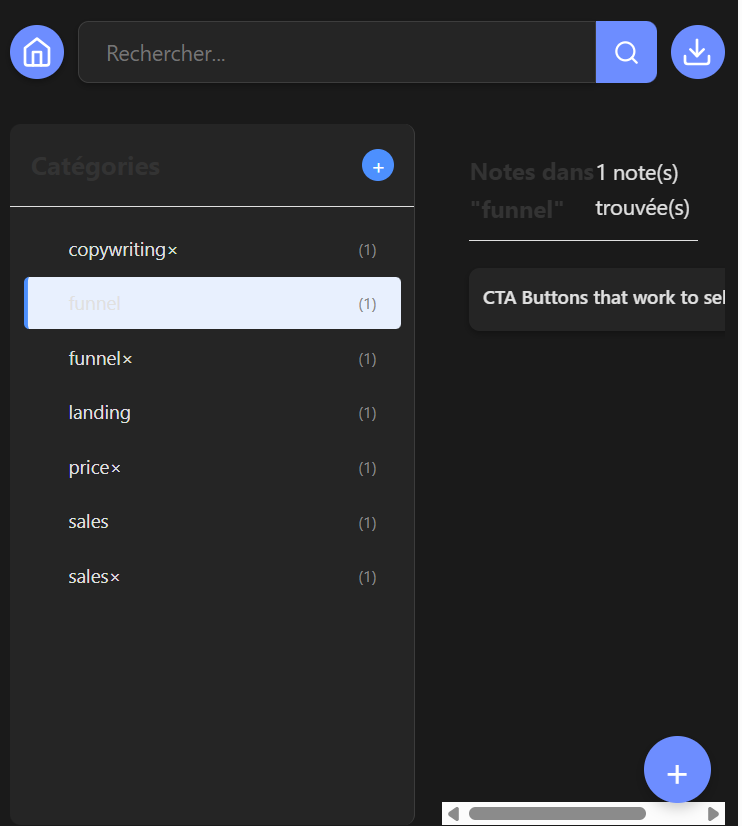 Rechercher...
Catégories
+
Notes dans "funnel"
1 note(s) trouvée(s)
copywriting× (1)
funnel (1)
funnel× (1)
landing (1)
price× (1)
sales (1)
sales× (1)
CTA Buttons that work to sel
+